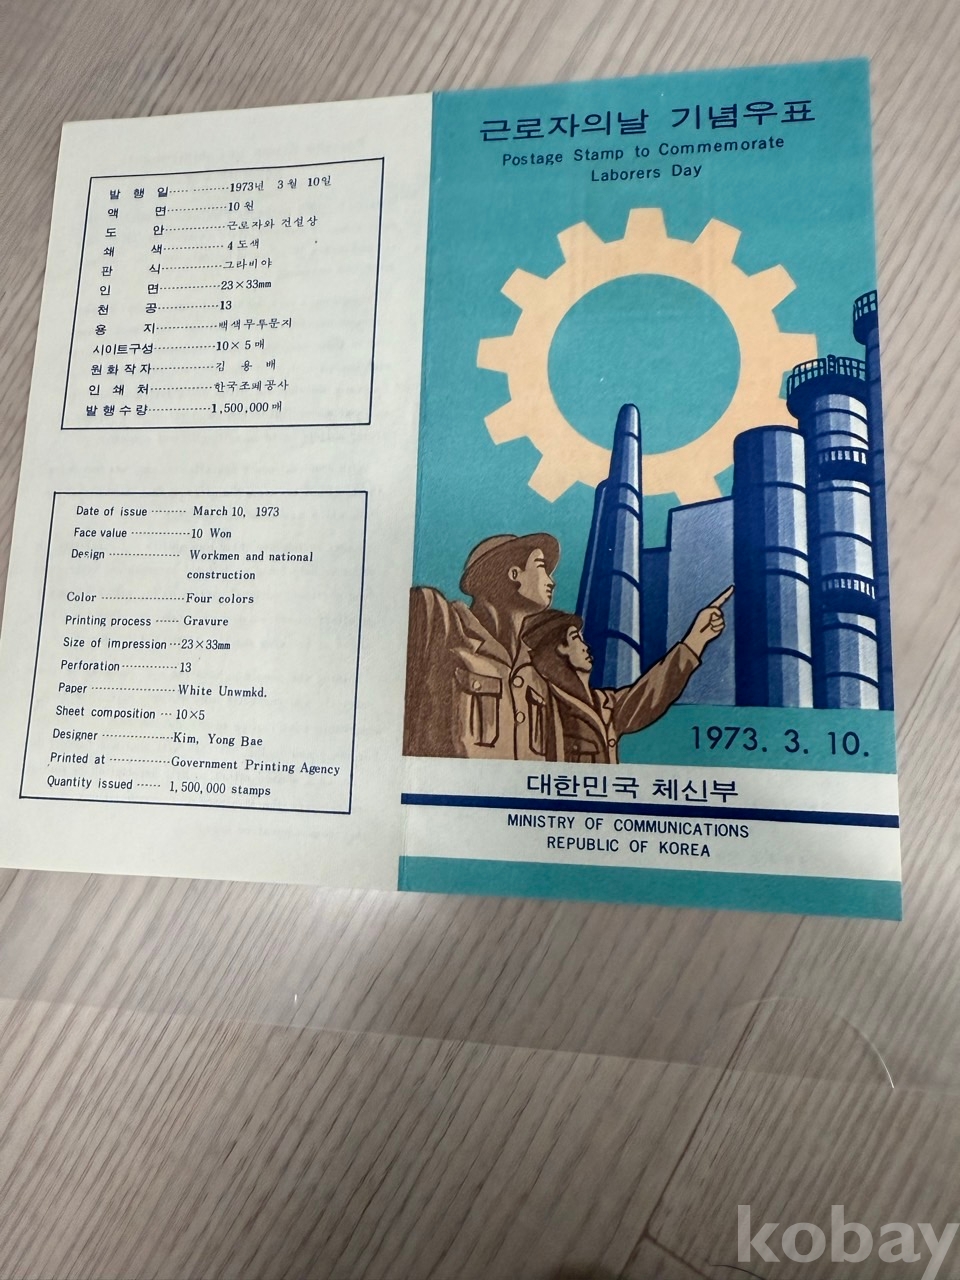 발 행 일-----------1973년 3월 10일
액 면---------------10 원
도 안---------------근로자와 건설상
쇄 색---------------4 도색
판 식---------------그라비야
인 면---------------23×33mm
천 공---------------13
용 지---------------백색무투문지
시이트구성---------------10×5 매
원 화 작 자---------------김 용 배
인 쇄 처---------------한국조폐공사
발 행 수 량---------------1,500,000 매
Date of issue --------- March 10, 1973
Face value --------------10 Won
Design ----------------- Workmen and national
construction
Color --------------------Four colors
Printing process ------ Gravure
Size of impression---23×33mm
Perforation-------------13
Paper --------------------White Unwmkd.
Sheet composition --- 10×5
Designer -----------------Kim, Yong Bae
Printed at --------------Government Printing Agency
Quantity issued ------ 1,500,000 stamps
근로자의날 기념우표
Postage Stamp to Commemorate
Laborers Day
1973. 3. 10.
대한민국 체신부
MINISTRY OF COMMUNICATIONS
REPUBLIC OF KOREA
kobay